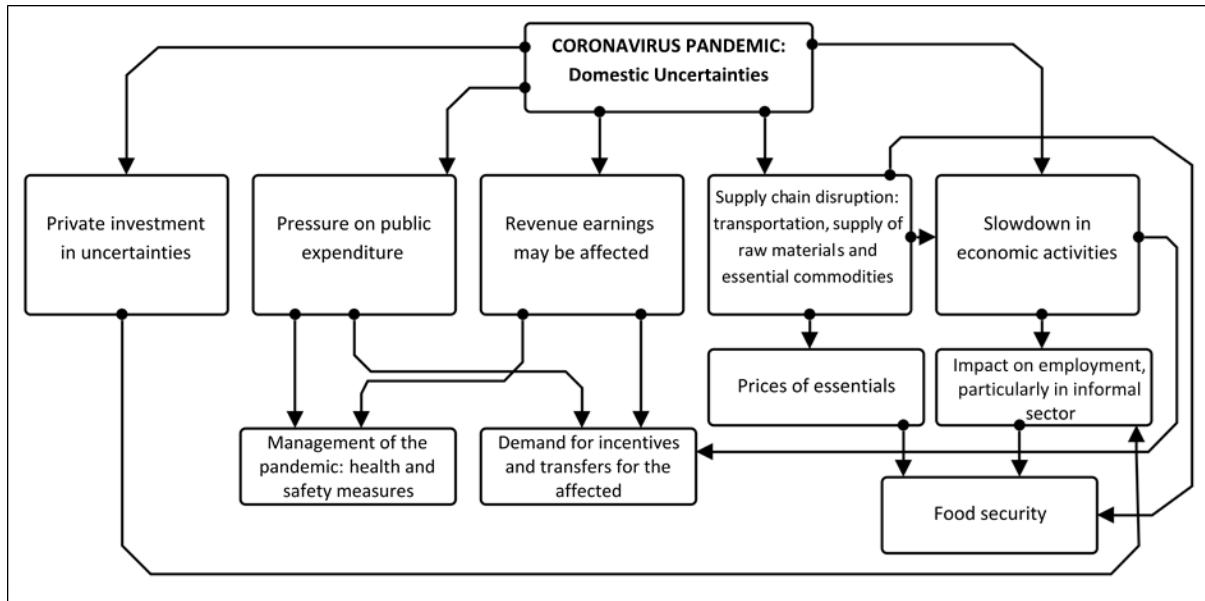 CORONAVIRUS PANDEMIC:
Domestic Uncertainties
Private investment
in uncertainties
Pressure on public
expenditure
Revenue earnings
may be affected
Supply chain disruption:
transportation, supply of
raw materials and
essential commodities
Slowdown in
economic activities
Prices of essentials
Impact on employment,
particularly in informal
sector
Management of the
pandemic: health and
safety measures
Demand for incentives
and transfers for the
affected
Food security